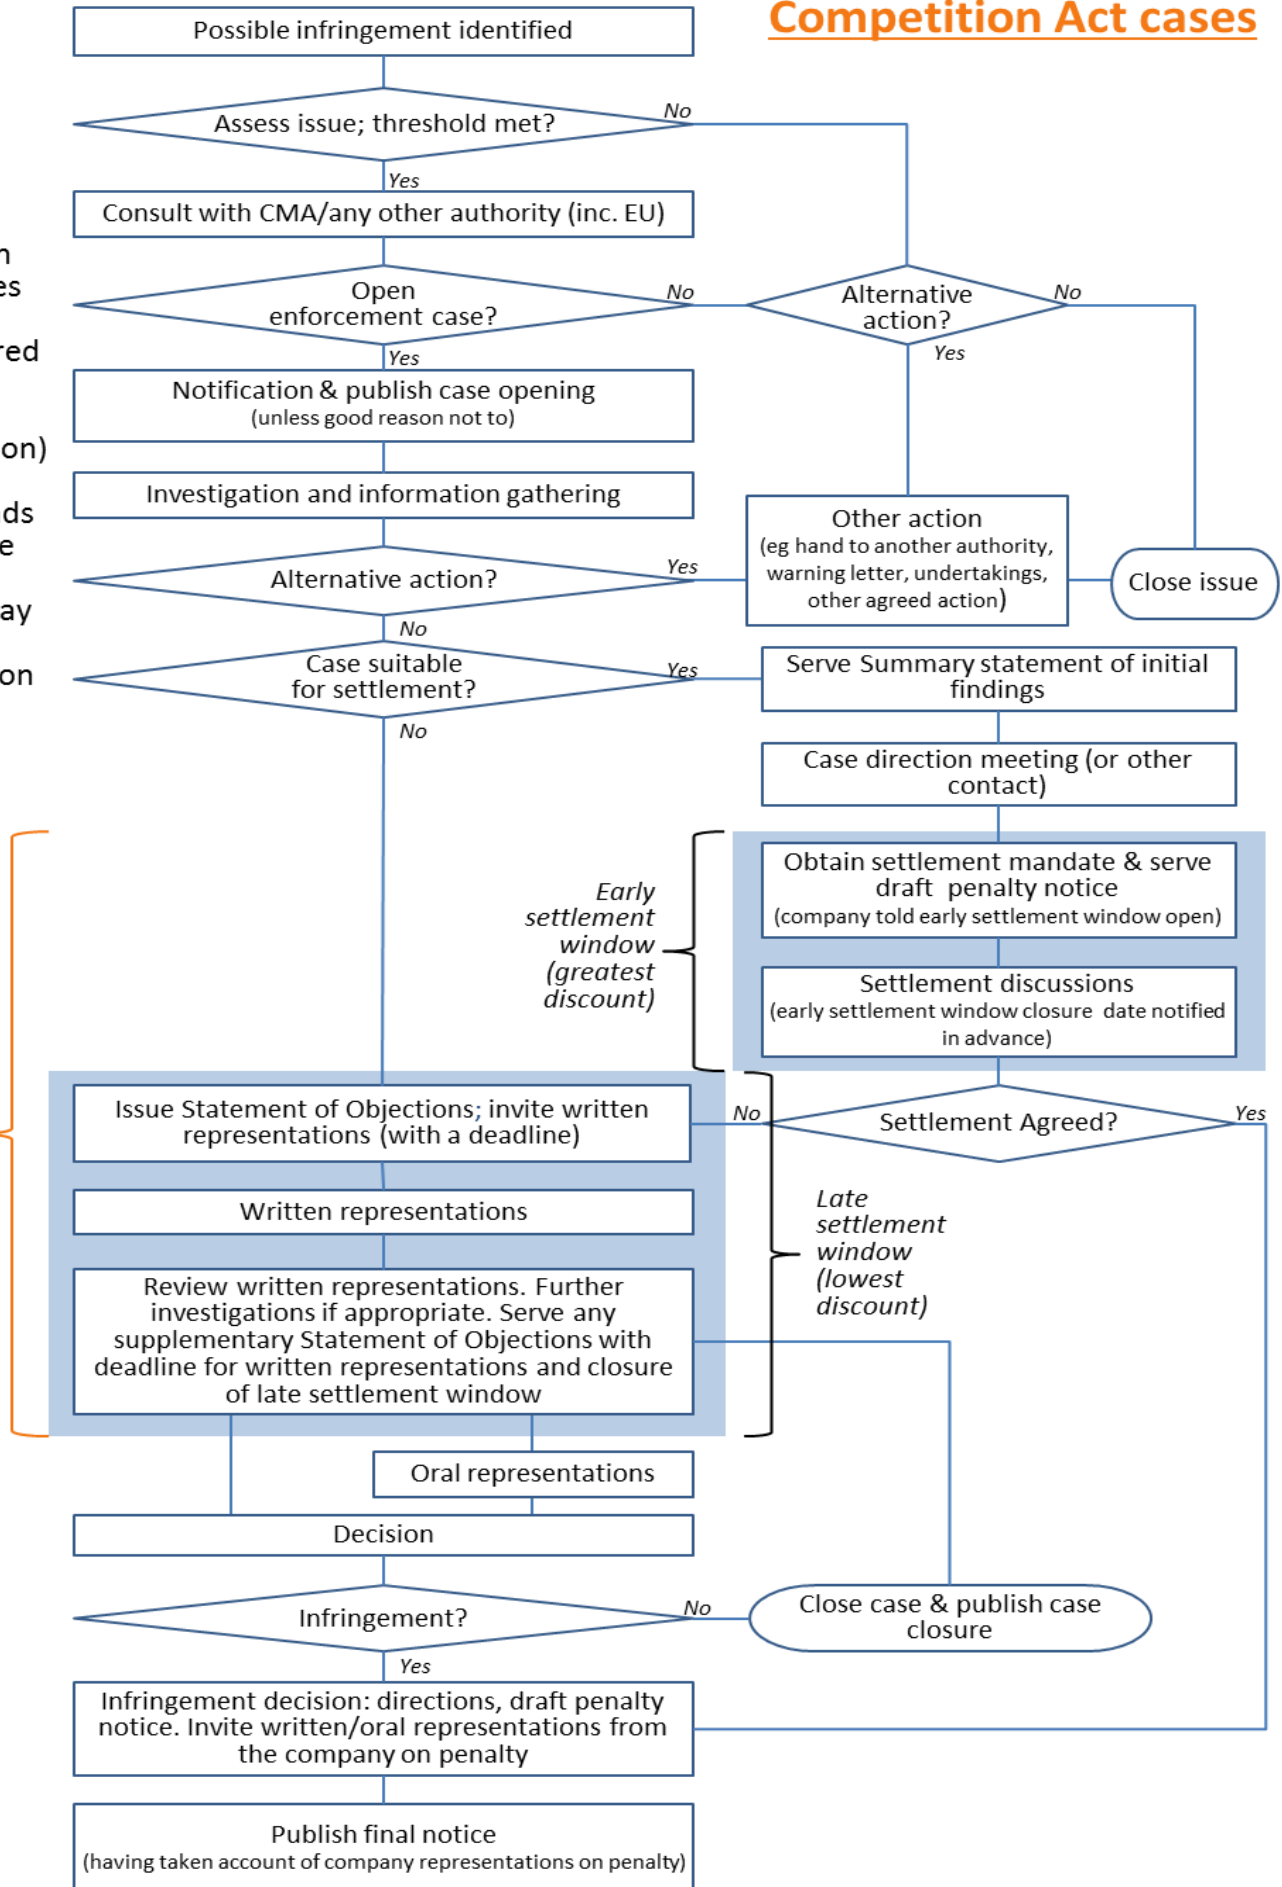 Competition Act cases
Possible infringement identified
Assess issue; threshold met?
No
Yes
Consult with CMA/any other authority (inc. EU)
Open
enforcement case?
No
Alternative
action?
No
Yes
Yes
Notification & publish case opening
(unless good reason not to)
red
on)
Investigation and information gathering
Other action
(eg hand to another authority,
warning letter, undertakings,
other agreed action)
Close issue
Alternative action?
Yes
No
ay
on
Case suitable
for settlement?
Yes
No
Serve Summary statement of initial
findings
Case direction meeting (or other
contact)
Early
settlement
window
(greatest
discount)
Obtain settlement mandate & serve
draft penalty notice
(company told early settlement window open)
Settlement discussions
(early settlement window closure date notified
in advance)
Issue Statement of Objections; invite written
representations (with a deadline)
No
Settlement Agreed?
Yes
Written representations
Late
settlement
window
(lowest
discount)
Review written representations. Further
investigations if appropriate. Serve any
supplementary Statement of Objections with
deadline for written representations and closure
of late settlement window
Oral representations
Decision
Infringement?
No
Close case & publish case
closure
Yes
Infringement decision: directions, draft penalty
notice. Invite written/oral representations from
the company on penalty
Publish final notice
(having taken account of company representations on penalty)